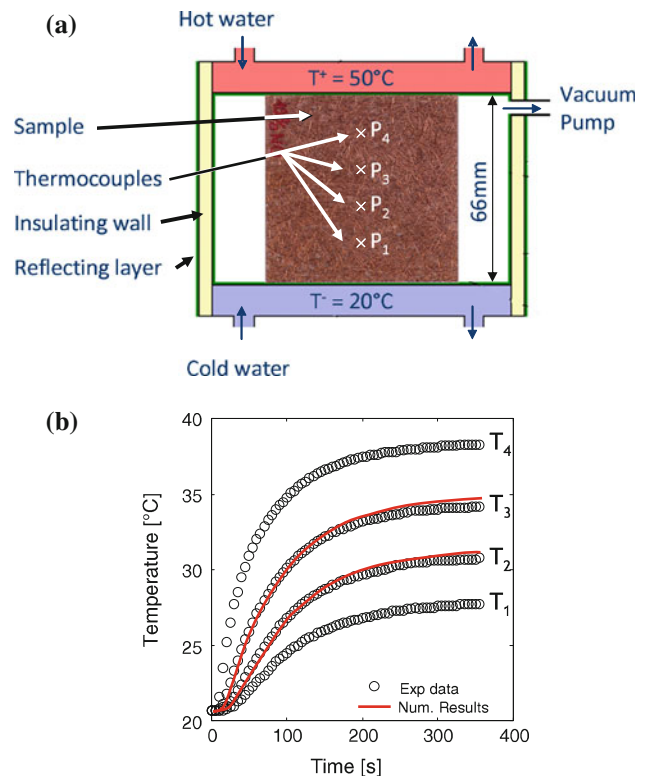 (a)
Hot water
T⁺ = 50°C
Vacuum
Pump
Sample
Thermocouples
Insulating wall
Reflecting layer
P₄
P₃
P₂
P₁
66mm
T⁻ = 20°C
Cold water
(b)
Temperature [°C]
40
35
30
25
20
T₄
T₃
T₂
T₁
Exp data
Num. Results
0
100
200
300
400
Time [s]